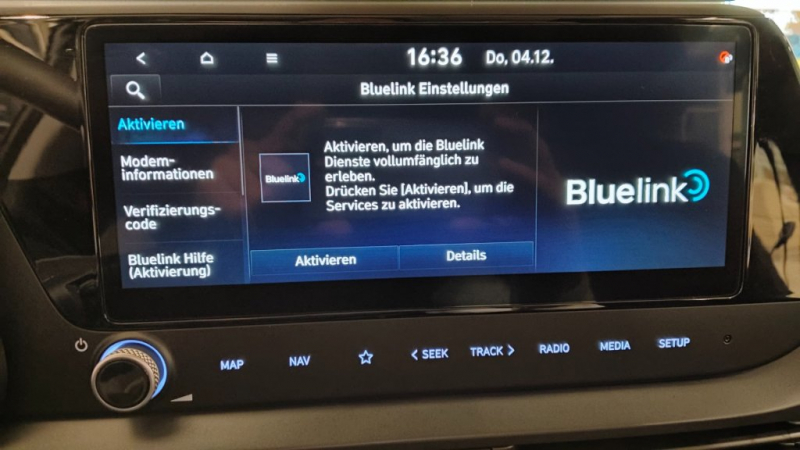 16:36 Do, 04.12.
Bluelink Einstellungen
Aktivieren
Modem-
informationen
Verifizierungs-
code
Bluelink Hilfe
(Aktivierung)
Bluelink
Aktivieren, um die Bluelink
Dienste vollumfänglich zu
erleben.
Drücken Sie [Aktivieren], um die
Services zu aktivieren.
Aktivieren Details
Bluelink
MAP NAV < SEEK TRACK > RADIO MEDIA SETUP